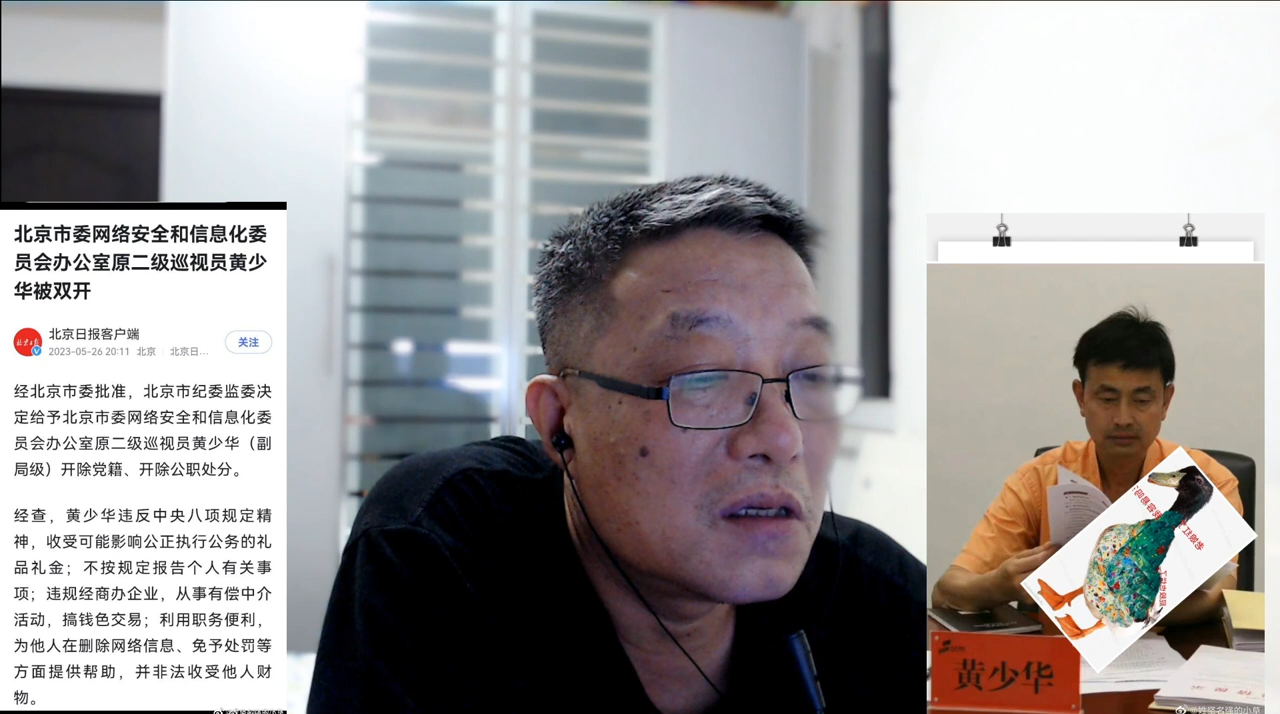 北京市委网络安全和信息化委
员会办公室原二级巡视员黄少
华被双开
北京日报客户端
2023-05-26 20:11 北京 北京日...
关注
经北京市委批准，北京市纪委监委决
定给予北京市委网络安全和信息化委
员会办公室原二级巡视员黄少华（副
局级）开除党籍、开除公职处分。
经查，黄少华违反中央八项规定精
神，收受可能影响公正执行公务的礼
品礼金；不按规定报告个人有关事
项；违规经商办企业，从事有偿中介
活动，搞钱色交易；利用职务便利，
为他人在删除网络信息、免予处罚等
方面提供帮助，并非法收受他人财
物。
黄少华